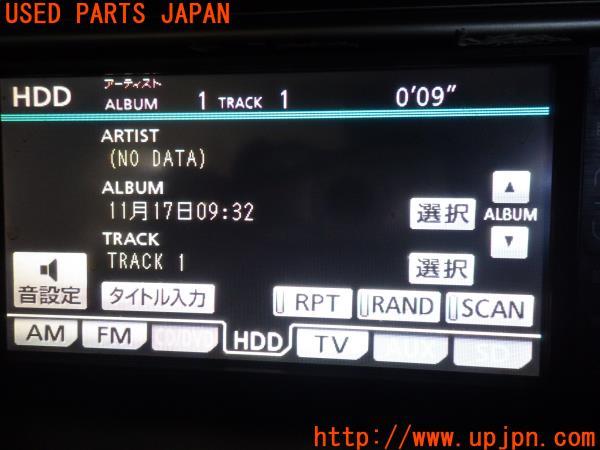 USED PARTS JAPAN
アーティスト
HDD ALBUM 1 TRACK 1 0'09"
ARTIST
(NO DATA)
ALBUM
11月17日09:32
選択 ALBUM
TRACK
TRACK 1
選択
音設定 タイトル入力 RPT RAND SCAN
AM FM CD/DVD HDD TV AUX SD
http://www.upjpn.com